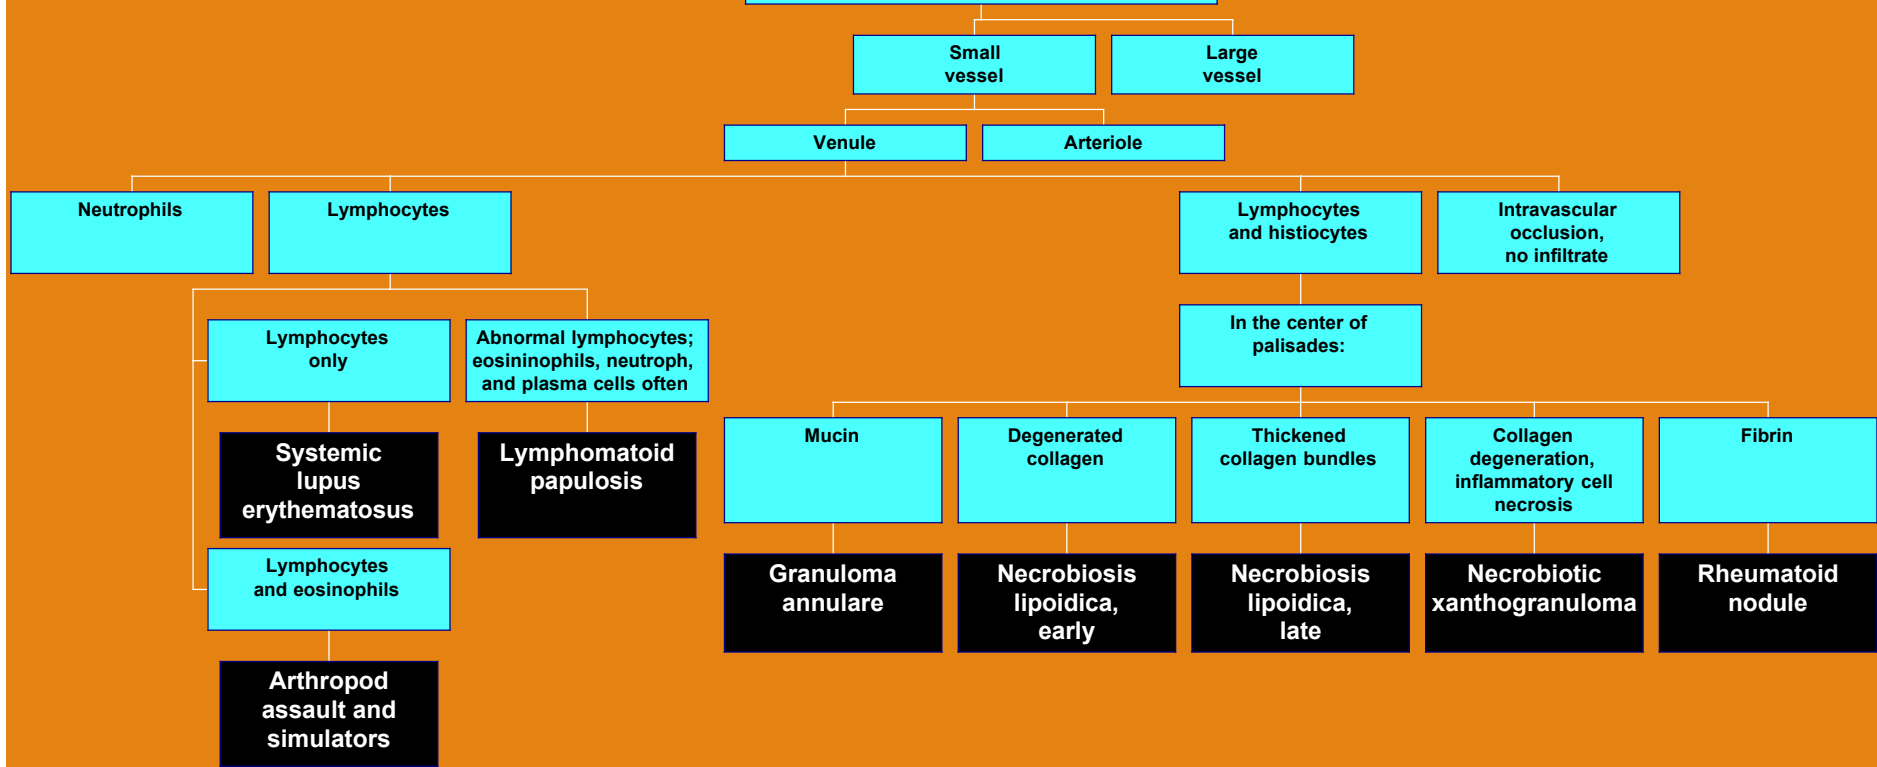 Small
vessel
Large
vessel
Venule
Arteriole
Neutrophils
Lymphocytes
Lymphocytes
and histiocytes
Intravascular
occlusion,
no infiltrate
Lymphocytes
only
Abnormal lymphocytes;
eosininophils, neutroph,
and plasma cells often
In the center of
palisades:
Systemic
lupus
erythematosus
Lymphomatoid
papulosis
Mucin
Degenerated
collagen
Thickened
collagen bundles
Collagen
degeneration,
inflammatory cell
necrosis
Fibrin
Lymphocytes
and eosinophils
Granuloma
annulare
Necrobiosis
lipoidica,
early
Necrobiosis
lipoidica,
late
Necrobiotic
xanthogranuloma
Rheumatoid
nodule
Arthropod
assault and
simulators